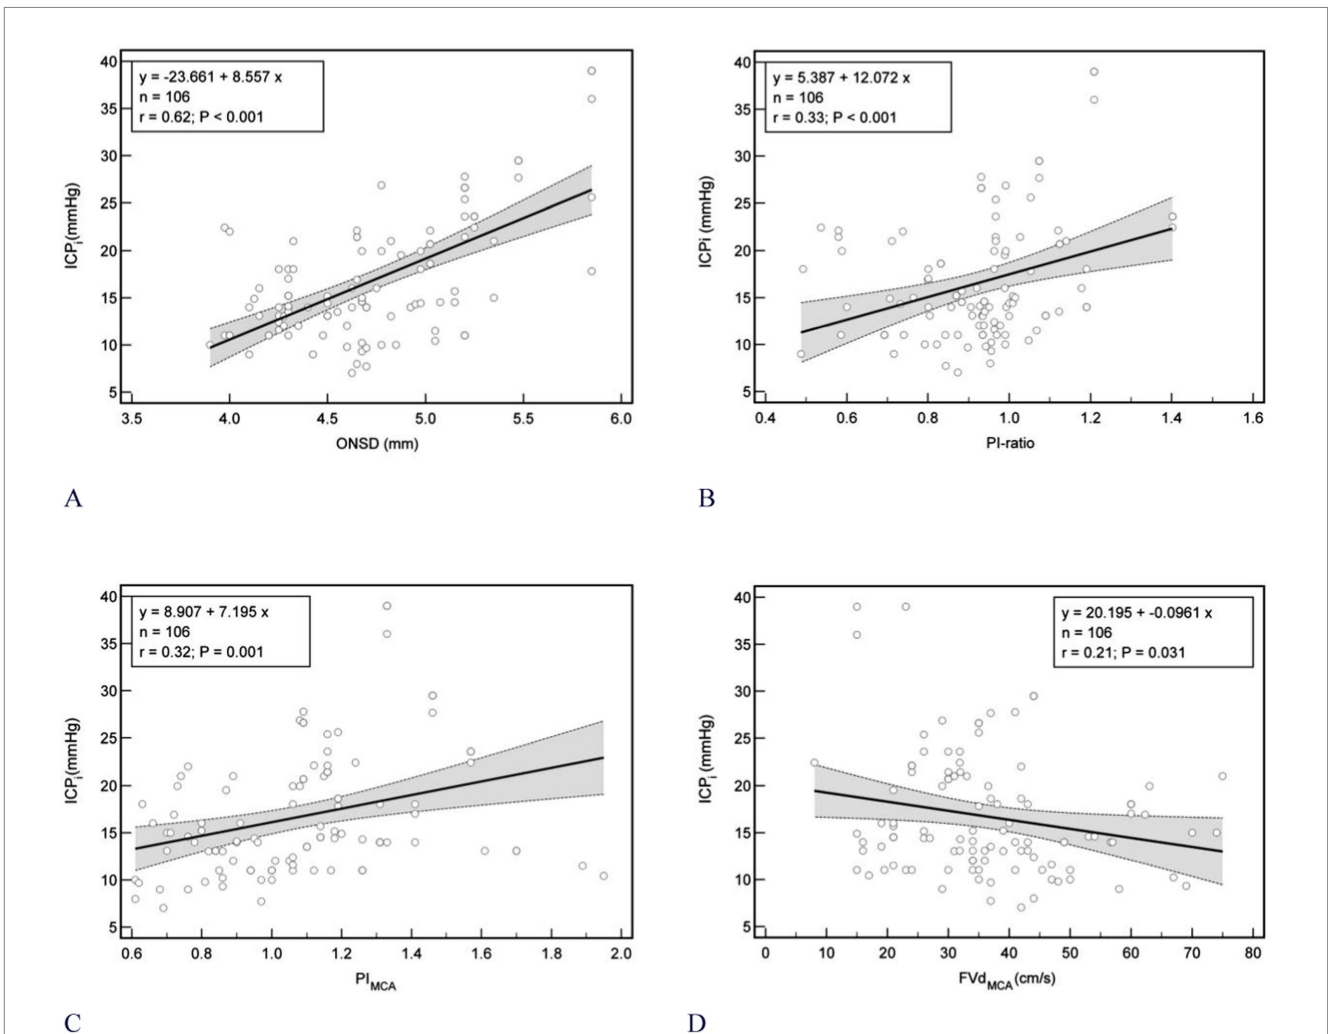 40
35
30
25
20
15
10
5
y = -23.661 + 8.557 x
n = 106
r = 0.62; P < 0.001
ICPi(mmHg)
3.5 4.0 4.5 5.0 5.5 6.0
ONSD (mm)
A
40
35
30
25
20
15
10
5
y = 5.387 + 12.072 x
n = 106
r = 0.33; P < 0.001
ICPi (mmHg)
0.4 0.6 0.8 1.0 1.2 1.4 1.6
PI-ratio
B
40
35
30
25
20
15
10
5
y = 8.907 + 7.195 x
n = 106
r = 0.32; P = 0.001
ICPi(mmHg)
0.6 0.8 1.0 1.2 1.4 1.6 1.8 2.0
PIMCA
C
40
35
30
25
20
15
10
5
y = 20.195 + -0.0961 x
n = 106
r = 0.21; P = 0.031
ICPi (mmHg)
0 10 20 30 40 50 60 70 80
FVdMCA (cm/s)
D